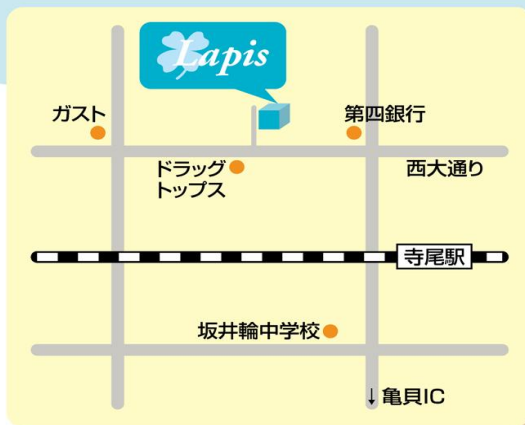 Lapis
ガスト
第四銀行
ドラッグ
トップス
西大通り
寺尾駅
坂井輪中学校
↓亀貝IC